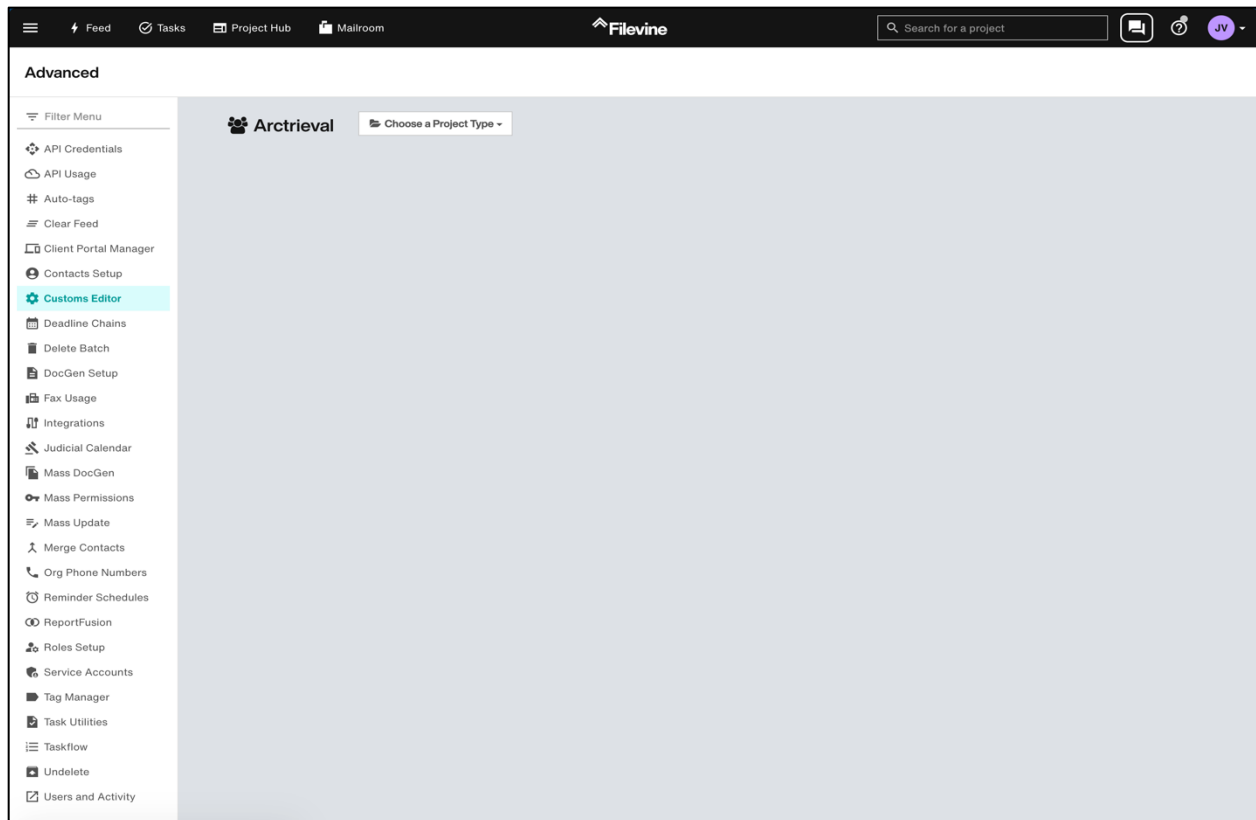 Feed
Tasks
Project Hub
Mailroom
Filevine
Search for a project
JV
Advanced
Filter Menu
Arctrieval
Choose a Project Type
API Credentials
API Usage
Auto-tags
Clear Feed
Client Portal Manager
Contacts Setup
Customs Editor
Deadline Chains
Delete Batch
DocGen Setup
Fax Usage
Integrations
Judicial Calendar
Mass DocGen
Mass Permissions
Mass Update
Merge Contacts
Org Phone Numbers
Reminder Schedules
ReportFusion
Roles Setup
Service Accounts
Tag Manager
Task Utilities
Taskflow
Undelete
Users and Activity